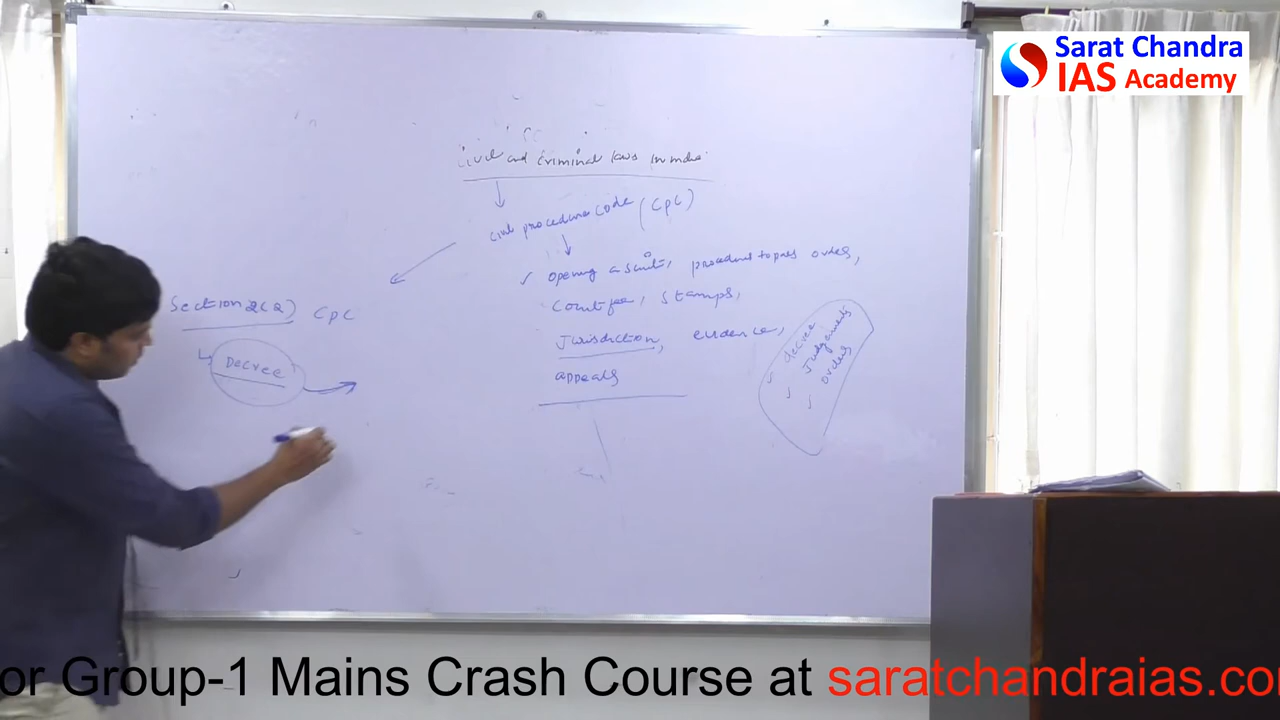 Sarat Chandra
IAS Academy
Civil and Criminal laws in India
Civil procedure code (CPC)
opening a suit, procedure to pass orders,
Court fee, stamps,
Jurisdiction, evidence,
appeals
decree
Judgements
orders
Section 2(2) CPC
Decree
or Group-1 Mains Crash Course at saratchandraias.co